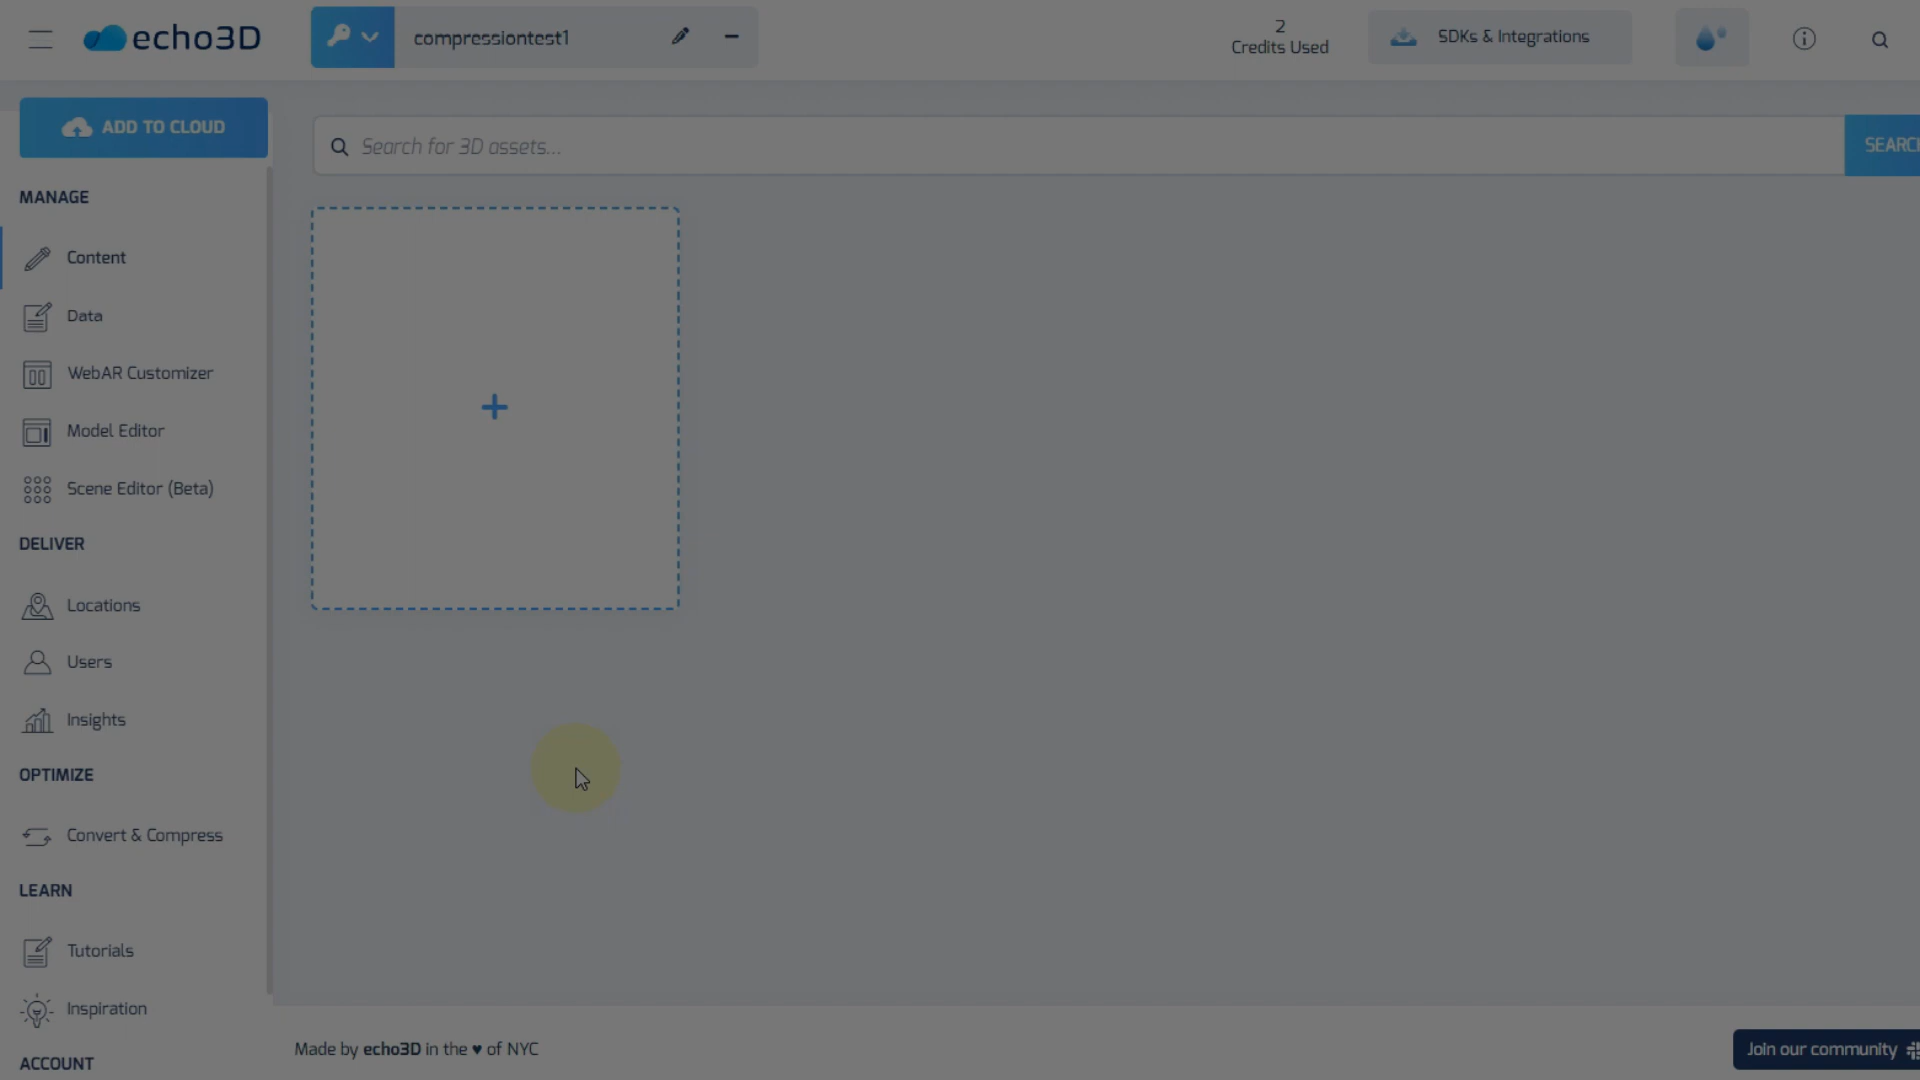 echo3D
compressiontest1
2
Credits Used
SDKs & Integrations
ADD TO CLOUD
Search for 3D assets...
SEARCH
MANAGE
Content
Data
WebAR Customizer
Model Editor
Scene Editor (Beta)
DELIVER
Locations
Users
Insights
OPTIMIZE
Convert & Compress
LEARN
Tutorials
Inspiration
ACCOUNT
Made by echo3D in the ♥ of NYC
Join our community